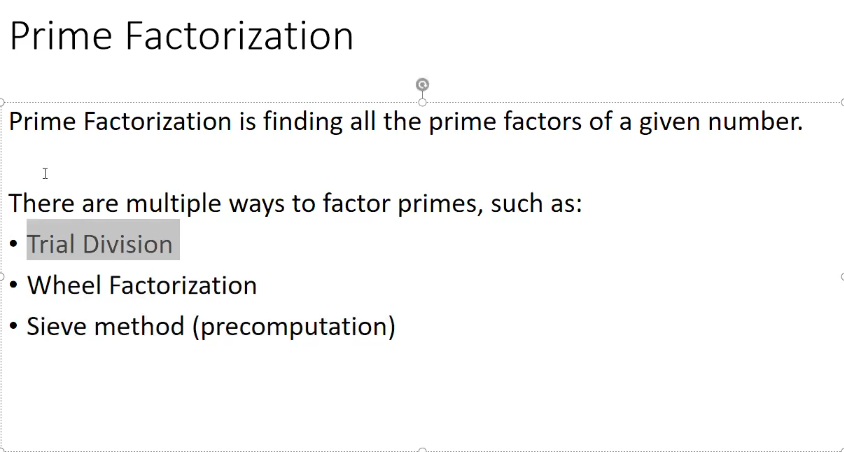 Prime Factorization
Prime Factorization is finding all the prime factors of a given number.
There are multiple ways to factor primes, such as:
• Trial Division
• Wheel Factorization
• Sieve method (precomputation)